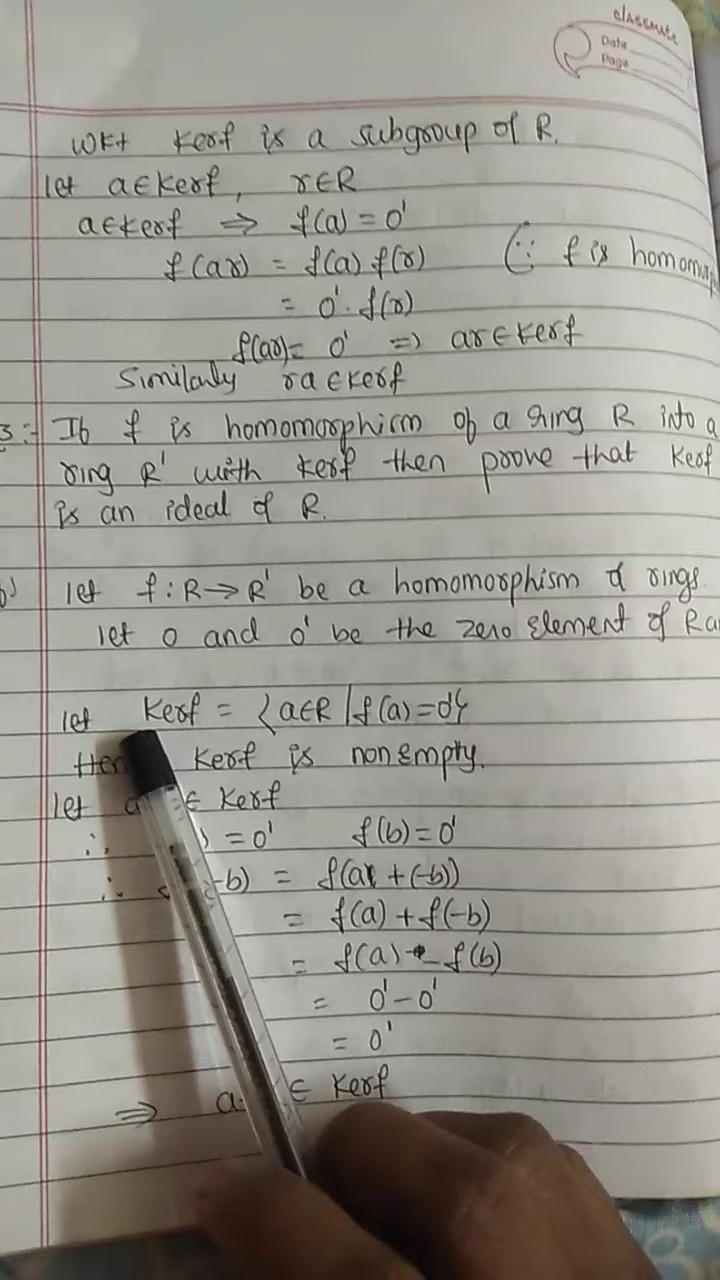 classmate
Date
Page
WKt Kerf is a subgroup of R.
let a∈Kerf, r∈R
a∈Kerf ⇒ f(a) = 0'
f(ar) = f(a) f(r) (∵ f is
= 0'. f(r)
f(ar) = 0' ⇒ ar∈Kerf
Similarly ra∈Kerf
3:- If f is homomorphism of a ring R into a
ring R' with Kerf then prove that Kerf
is an ideal of R.
let f:R→R' be a homomorphism of rings.
let 0 and 0' be the zero element of R
let Kerf = {a∈R | f(a)=0'}
Kerf is nonempty.
let a ∈ Kerf
∴ ) = 0' f(b) = 0'
∴ -b) = f(a + (-b))
= f(a) + f(-b)
= f(a) - f(b)
= 0' - 0'
= 0'
⇒ a ∈ Kerf